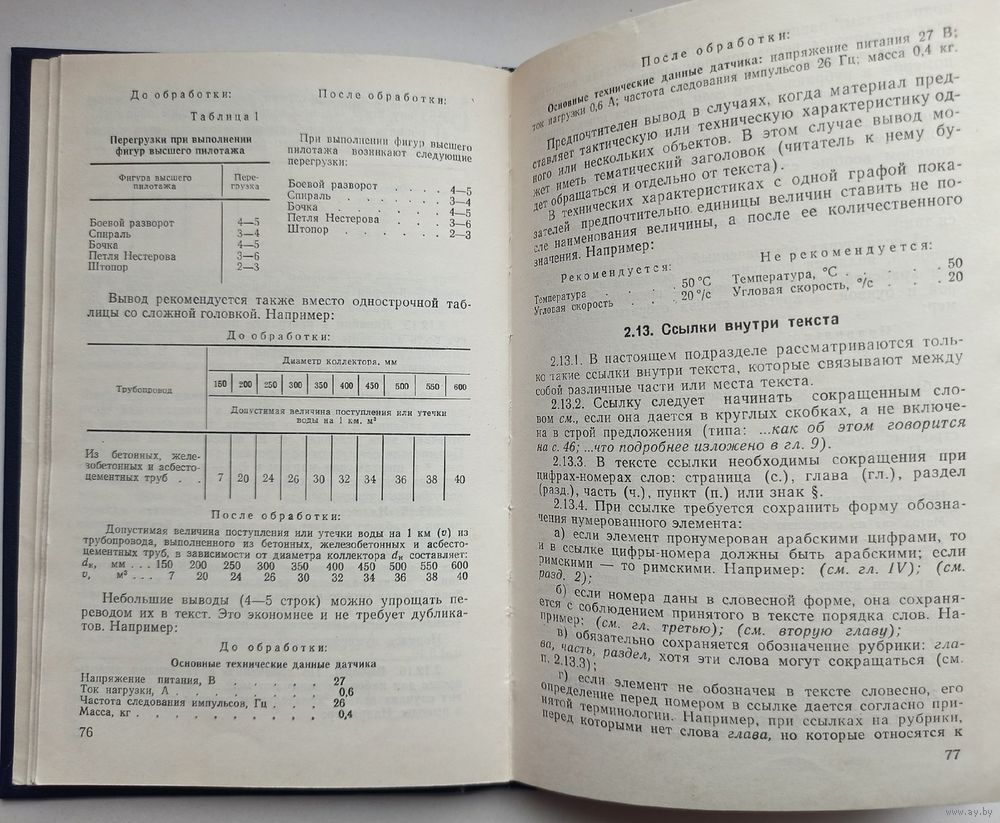 До обработки:
Таблица 1
Перегрузки при выполнении
фигур высшего пилотажа
Фигура высшего
пилотажа
Пере-
грузка
Боевой разворот 4—5
Спираль 3—4
Бочка 4—5
Петля Нестерова 3—6
Штопор 2—3
После обработки:
При выполнении фигур высшего
пилотажа возникают следующие
перегрузки:
Боевой разворот . . . . 4—5
Спираль . . . . . . 3—4
Бочка . . . . . . . 4—5
Петля Нестерова . . . . 3—6
Штопор . . . . . . 2—3
Вывод рекомендуется также вместо однострочной таб-
лицы со сложной головкой. Например:
До обработки:
Трубопровод
Диаметр коллектора, мм
150 200 250 300 350 400 450 500 550 600
Допустимая величина поступления или утечки
воды на 1 км, м³
Из бетонных, желе-
зобетонных и асбесто-
цементных труб . . 7 20 24 26 30 32 34 36 38 40
После обработки:
Допустимая величина поступления или утечки воды на 1 км (v) из
трубопровода, выполненного из бетонных, железобетонных и асбесто-
цементных труб, в зависимости от диаметра коллектора dк составляет:
dк, мм . . . 150 200 250 300 350 400 450 500 550 600
v, м³ . . . 7 20 24 26 30 32 34 36 38 40
Небольшие выводы (4—5 строк) можно упрощать пе-
реводом их в текст. Это экономнее и не требует дублика-
тов. Например:
До обработки:
Основные технические данные датчика
Напряжение питания, В . . . . . 27
Ток нагрузки, А . . . . . . . . 0,6
Частота следования импульсов, Гц . . . 26
Масса, кг . . . . . . . . . . 0,4
76
После обработки:
Основные технические данные датчика: напряжение питания 27 В;
ток нагрузки 0,6 А; частота следования импульсов 26 Гц; масса 0,4 кг.
Предпочтителен вывод в случаях, когда материал пред-
ставляет тактическую или техническую характеристику од-
ного или нескольких объектов. В этом случае вывод мо-
жет иметь тематический заголовок (читатель к нему бу-
дет обращаться и отдельно от текста).
В технических характеристиках с одной графой пока-
зателей предпочтительно единицы величин ставить не по-
сле наименования величины, а после ее количественного
значения. Например:
Рекомендуется:
Температура . . . . 50 °С
Угловая скорость . . . 20 °/с
Не рекомендуется:
Температура, °С . . . . 50
Угловая скорость, °/с . . . 20
2.13. Ссылки внутри текста
2.13.1. В настоящем подразделе рассматриваются толь-
ко такие ссылки внутри текста, которые связывают между
собой различные части или места текста.
2.13.2. Ссылку следует начинать сокращенным сло-
вом см., если она дается в круглых скобках, а не включе-
на в строй предложения (типа: ...как об этом говорится
на с. 46; ...что подробнее изложено в гл. 9).
2.13.3. В тексте ссылки необходимы сокращения при
цифрах-номерах слов: страница (с.), глава (гл.), раздел
(разд.), часть (ч.), пункт (п.) или знак §.
2.13.4. При ссылке требуется сохранить форму обозна-
чения нумерованного элемента:
а) если элемент пронумерован арабскими цифрами, то
и в ссылке цифры-номера должны быть арабскими; если
римскими — то римскими. Например: (см. гл. IV); (см.
разд. 2);
б) если номера даны в словесной форме, она сохраня-
ется с соблюдением принятого в тексте порядка слов. На-
пример: (см. гл. третью); (см. вторую главу);
в) обязательно сохраняется обозначение рубрики: гла-
ва, часть, раздел, хотя эти слова могут сокращаться (см.
п. 2.13.3);
г) если элемент не обозначен в тексте словесно, его
определение перед номером в ссылке дается согласно при-
нятой терминологии. Например, при ссылках на рубрики,
перед которыми нет слова глава, но которые относятся к
77
www.ay.by